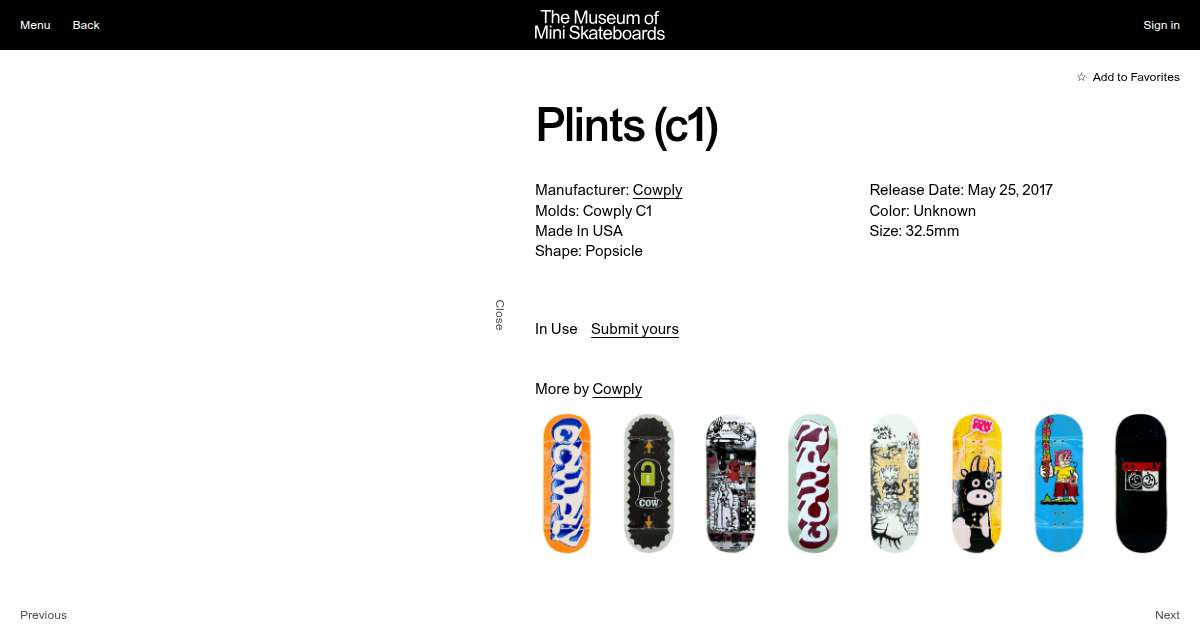 Menu
Back
The Museum of
Mini Skateboards
Sign in
☆ Add to Favorites
Plints (c1)
Manufacturer: Cowply
Molds: Cowply C1
Made In USA
Shape: Popsicle
Release Date: May 25, 2017
Color: Unknown
Size: 32.5mm
Close
In Use Submit yours
More by Cowply
COW
COWPLY
Previous
Next